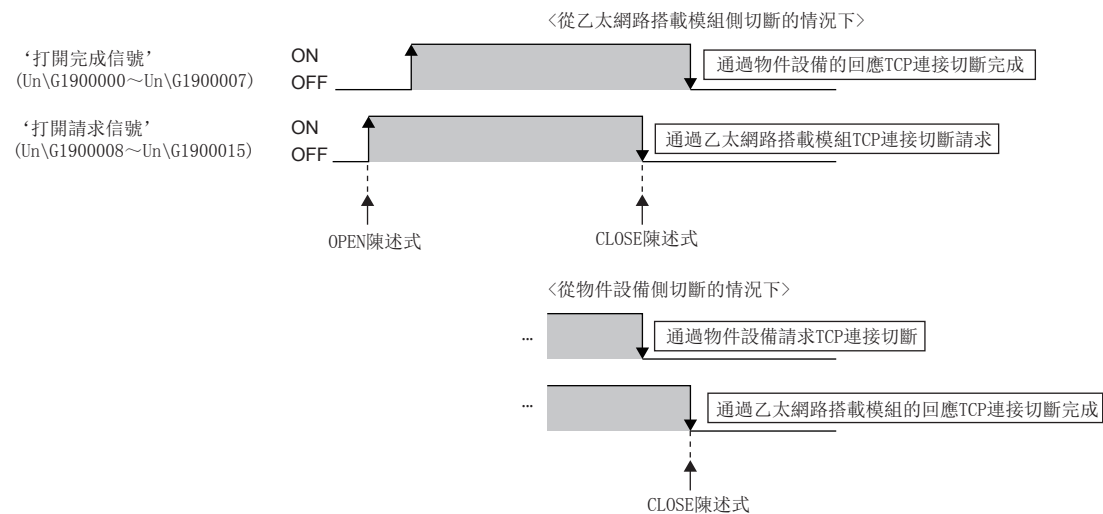 <從乙太網路搭載模組側切斷的情況下>
‘打開完成信號’
(Un\G1900000～Un\G1900007)
ON
OFF
通過物件設備的回應TCP連接切斷完成
‘打開請求信號’
(Un\G1900008～Un\G1900015)
ON
OFF
通過乙太網路搭載模組TCP連接切斷請求
OPEN陳述式
CLOSE陳述式
<從物件設備側切斷的情況下>
...
通過物件設備請求TCP連接切斷
...
通過乙太網路搭載模組的回應TCP連接切斷完成
CLOSE陳述式